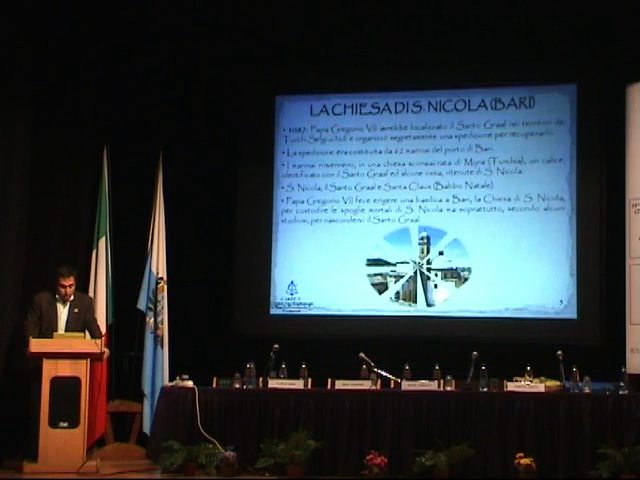 LA CHIESA DI S. NICOLA (BARI)
• 1087: Papa Gregorio VII avrebbe localizzato il Santo Graal nei territori dei
Turchi Selgiuchidi e organizzò segretamente una spedizione per recuperarlo.
• La spedizione era costituita da 62 marinai del porto di Bari.
• I marinai rinvennero, in una chiesa sconsacrata di Myra (Turchia), un calice,
identificato con il Santo Graal ed alcune ossa, ritenute di S. Nicola.
• S. Nicola, il Santo Graal e Santa Claus (Babbo Natale).
• Papa Gregorio VII fece erigere una basilica a Bari, la Chiesa di S. Nicola,
per custodire le spoglie mortali di S. Nicola ma soprattutto, secondo alcuni
studiosi, per nascondervi il Santo Graal.